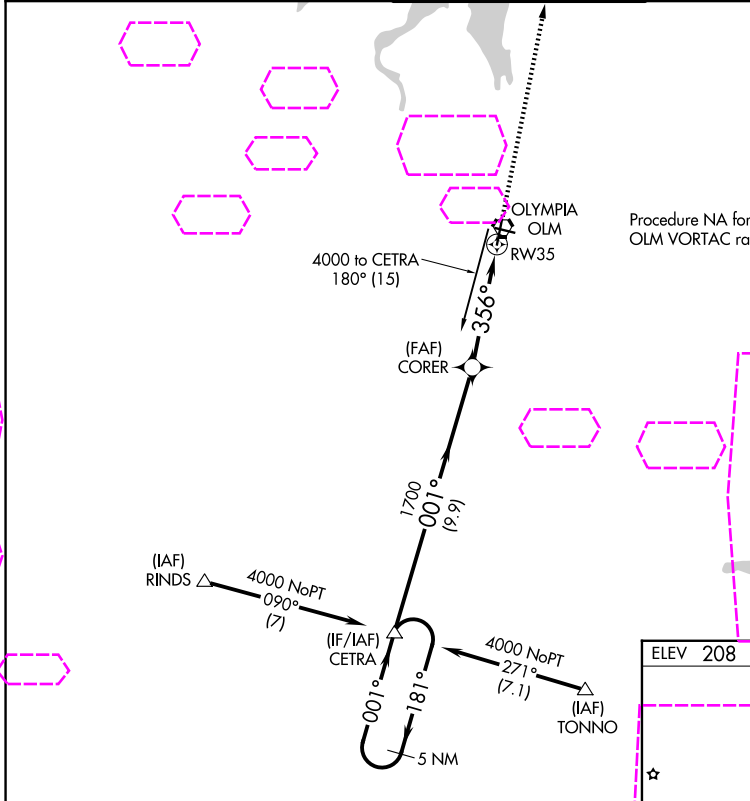 OLYMPIA
OLM
Procedure NA for
OLM VORTAC ra
RW35
4000 to CETRA
180° (15)
356°
(FAF)
CORER
1700
001°
(9.9)
(IAF)
RINDS
4000 NoPT
090°
(7)
(IF/IAF)
CETRA
4000 NoPT
271°
(7.1)
(IAF)
TONNO
001°
181°
5 NM
ELEV 208